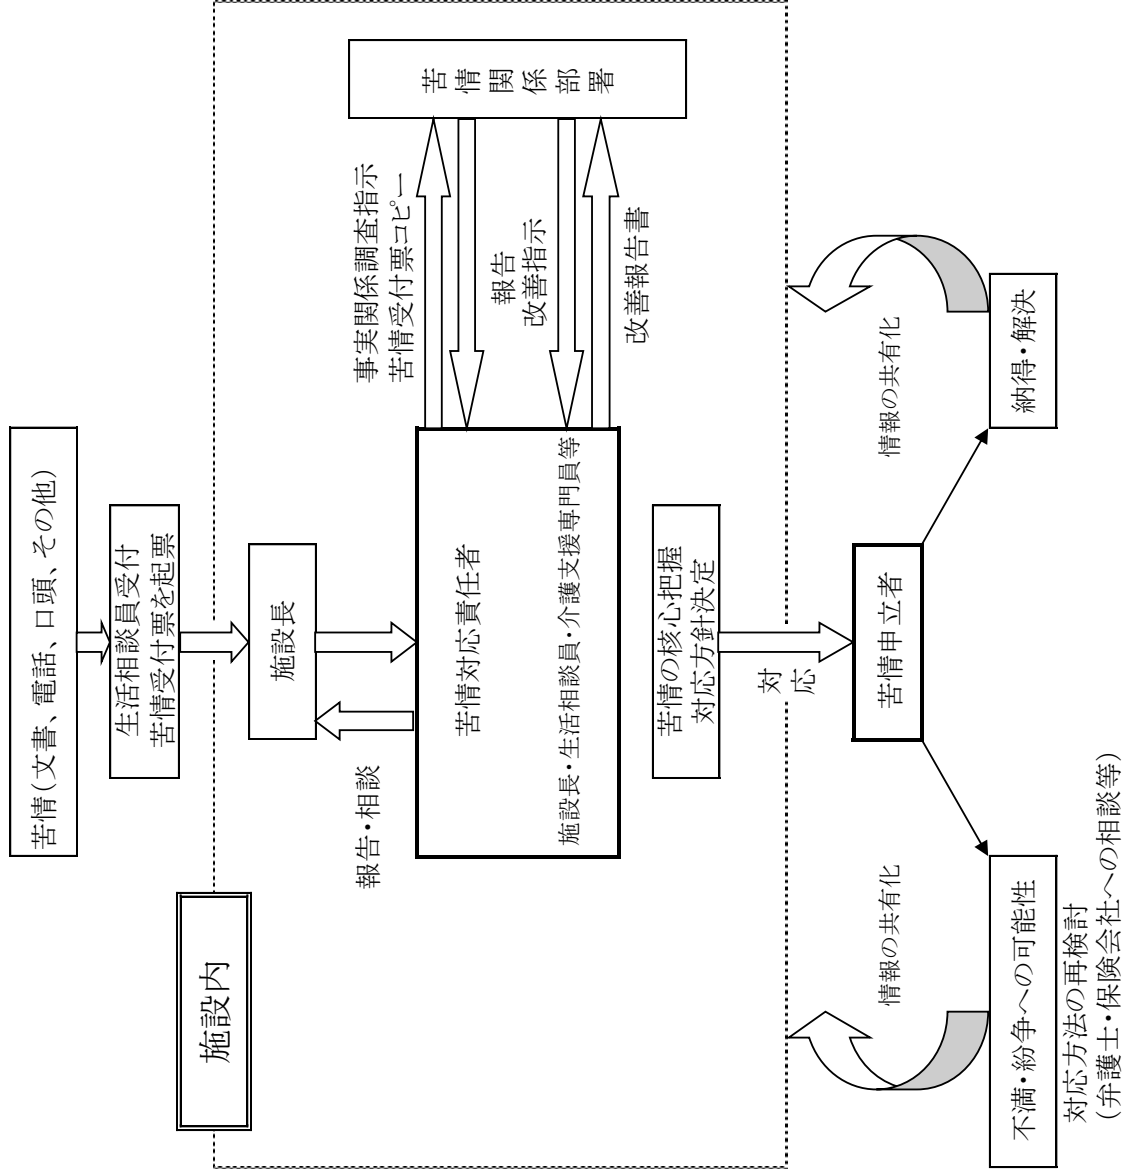 苦情(文書、電話、口頭、その他)
生活相談員受付
苦情受付票を起票
施設内
施設長
報告・相談
苦情対応責任者
施設長・生活相談員・介護支援専門員等
事実関係調査指示
苦情受付票コピー
報告
改善指示
改善報告書
苦情関係部署
苦情の核心把握
対応方針決定
対応
苦情申立者
情報の共有化
情報の共有化
不満・紛争への可能性
対応方法の再検討
(弁護士・保険会社への相談等)
納得・解決